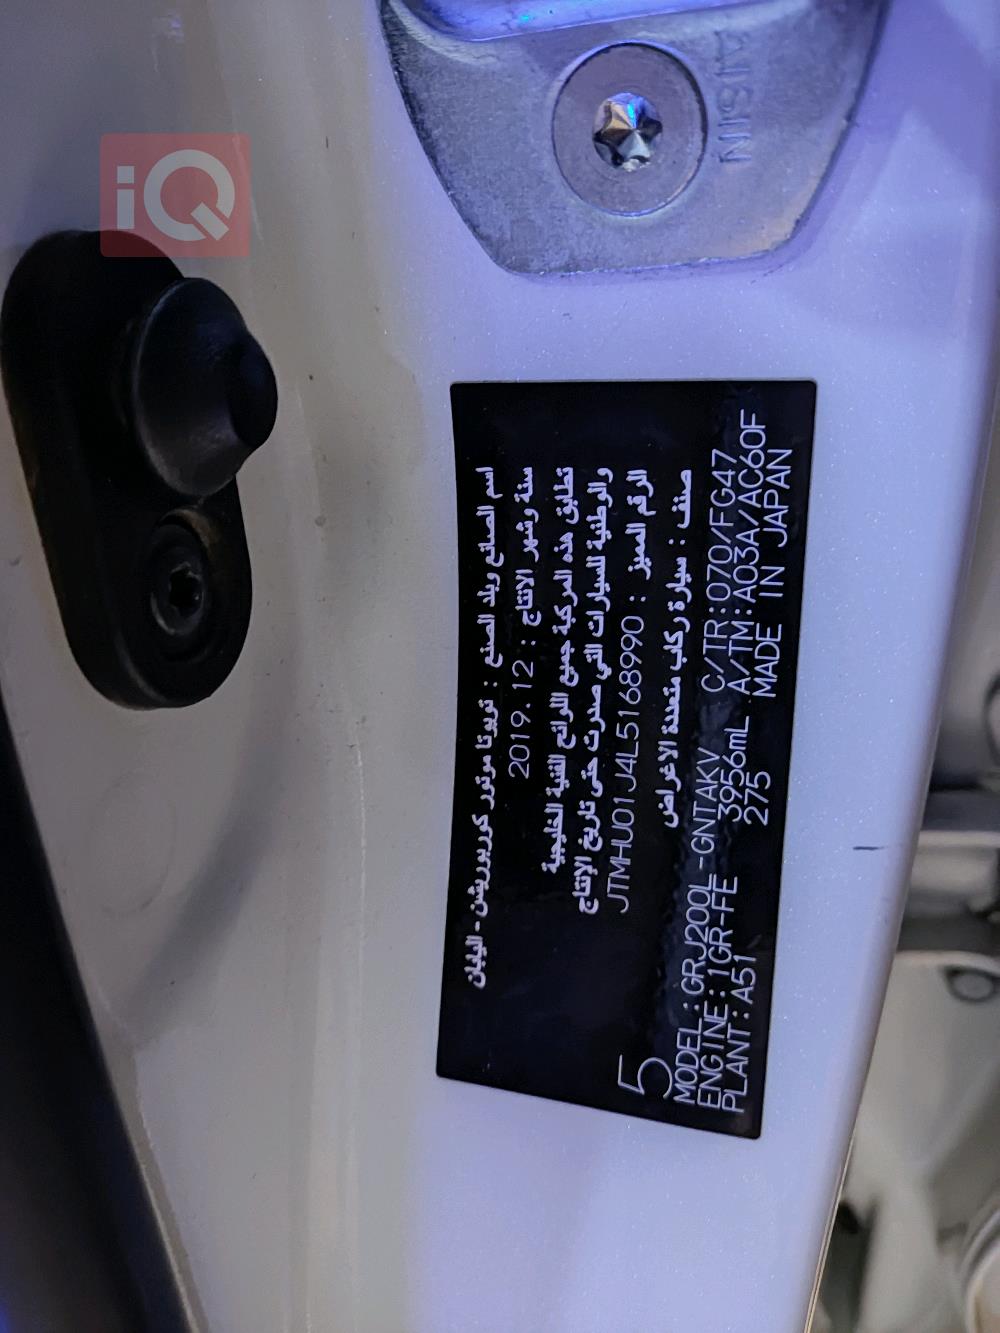 iQ
AISIN
اسم الصانع وبلد الصنع : تويوتا موتور كوربوريشن - اليابان
سنة وشهر الانتاج : 2019.12
تطابق هذه المركبة جميع اللوائح الفنية الخليجية
والوطنية للسيارات التي صدرت حتى تاريخ الإنتاج
الرقم المميز : JTMHU01J4L5168990
صنف : سيارة ركاب متعددة الاغراض
5
MODEL:GRJ200L-GNTAKV C/TR:070/FG47
ENGINE:1GR-FE 3956mL A/TM:A03A/AC60F
PLANT:A51 275 MADE IN JAPAN